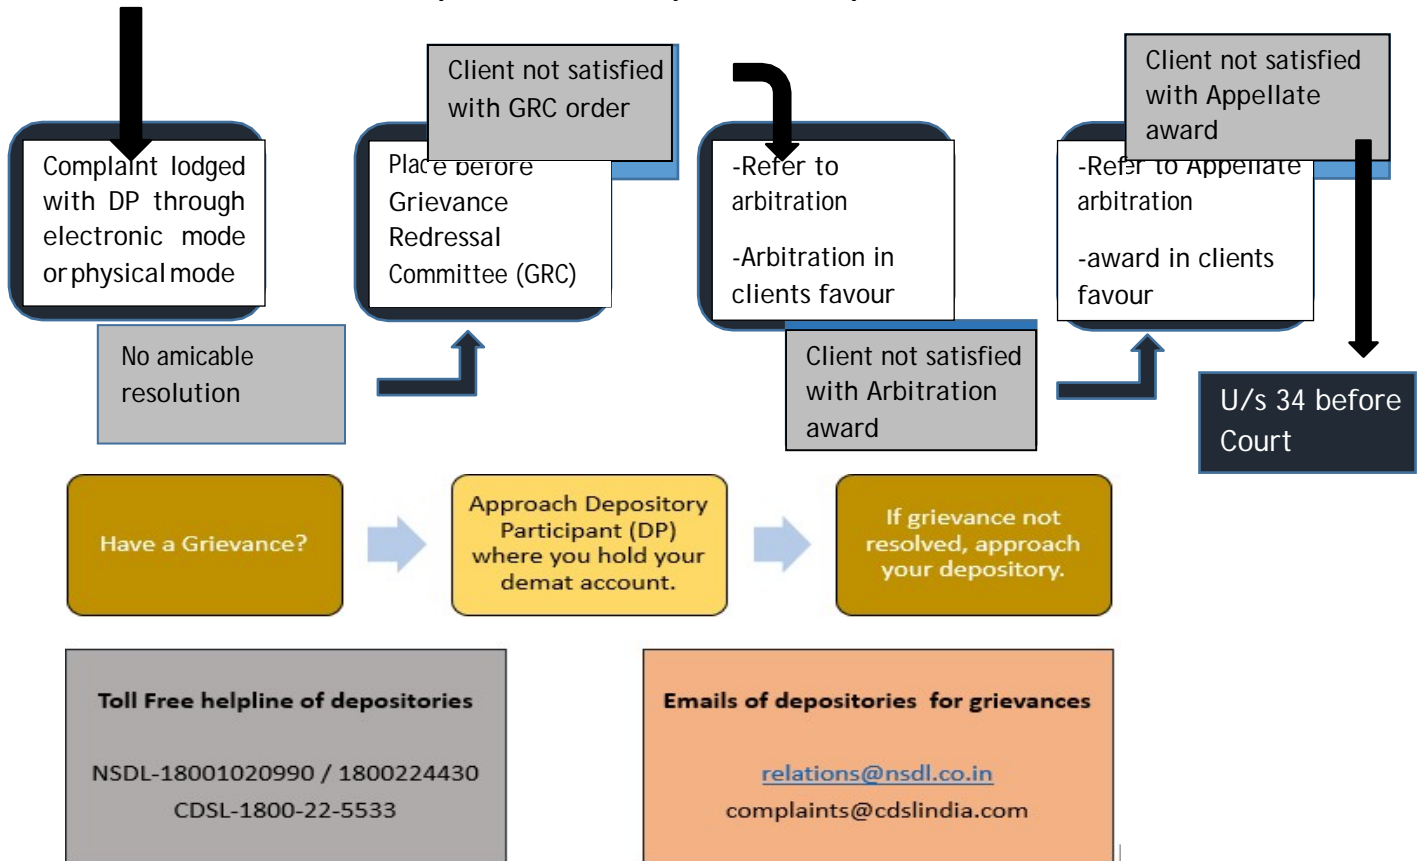 Client not satisfied
with GRC order
Client not satisfied
with Appellate
award
Complaint lodged
with DP through
electronic mode
or physical mode
Place before
Grievance
Redressal
Committee (GRC)
-Refer to
arbitration
-Arbitration in
clients favour
-Refer to Appellate
arbitration
-award in clients
favour
No amicable
resolution
Client not satisfied
with Arbitration
award
U/s 34 before
Court
Have a Grievance?
Approach Depository
Participant (DP)
where you hold your
demat account.
If grievance not
resolved, approach
your depository.
Toll Free helpline of depositories
NSDL-18001020990 / 1800224430
CDSL-1800-22-5533
Emails of depositories for grievances
relations@nsdl.co.in
complaints@cdslindia.com